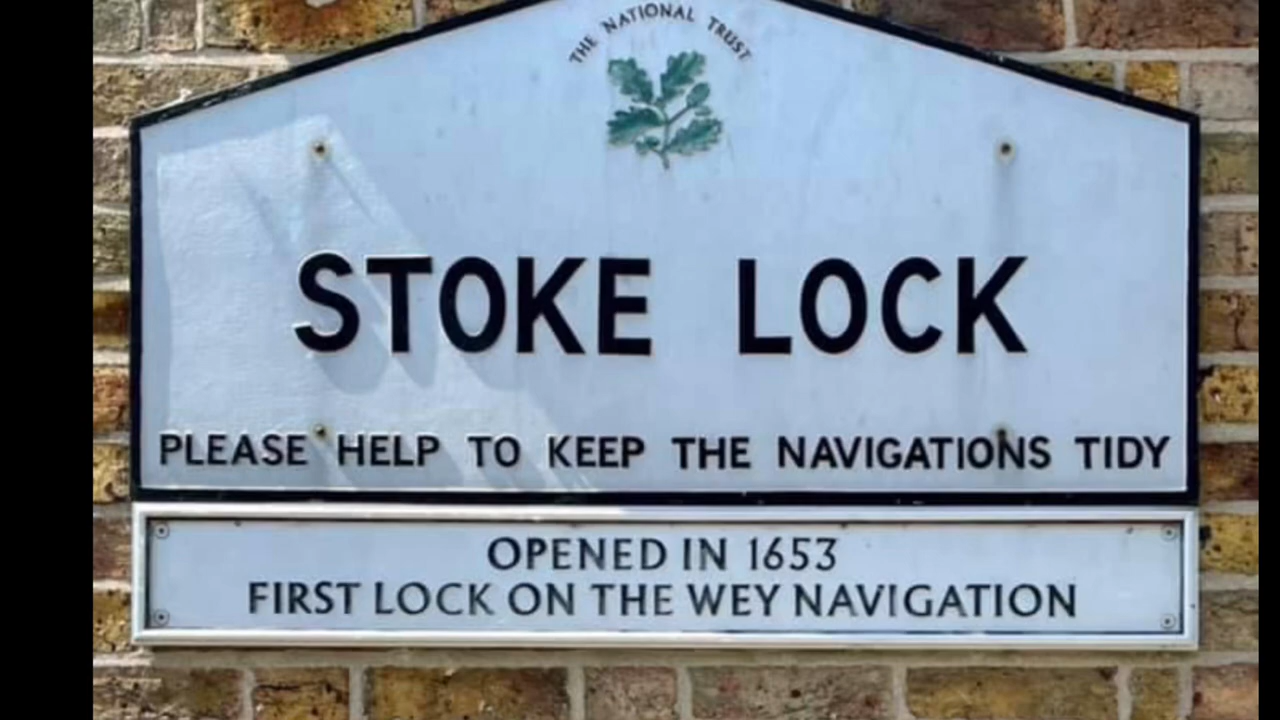 THE NATIONAL TRUST
STOKE LOCK
PLEASE HELP TO KEEP THE NAVIGATIONS TIDY
OPENED IN 1653
FIRST LOCK ON THE WEY NAVIGATION